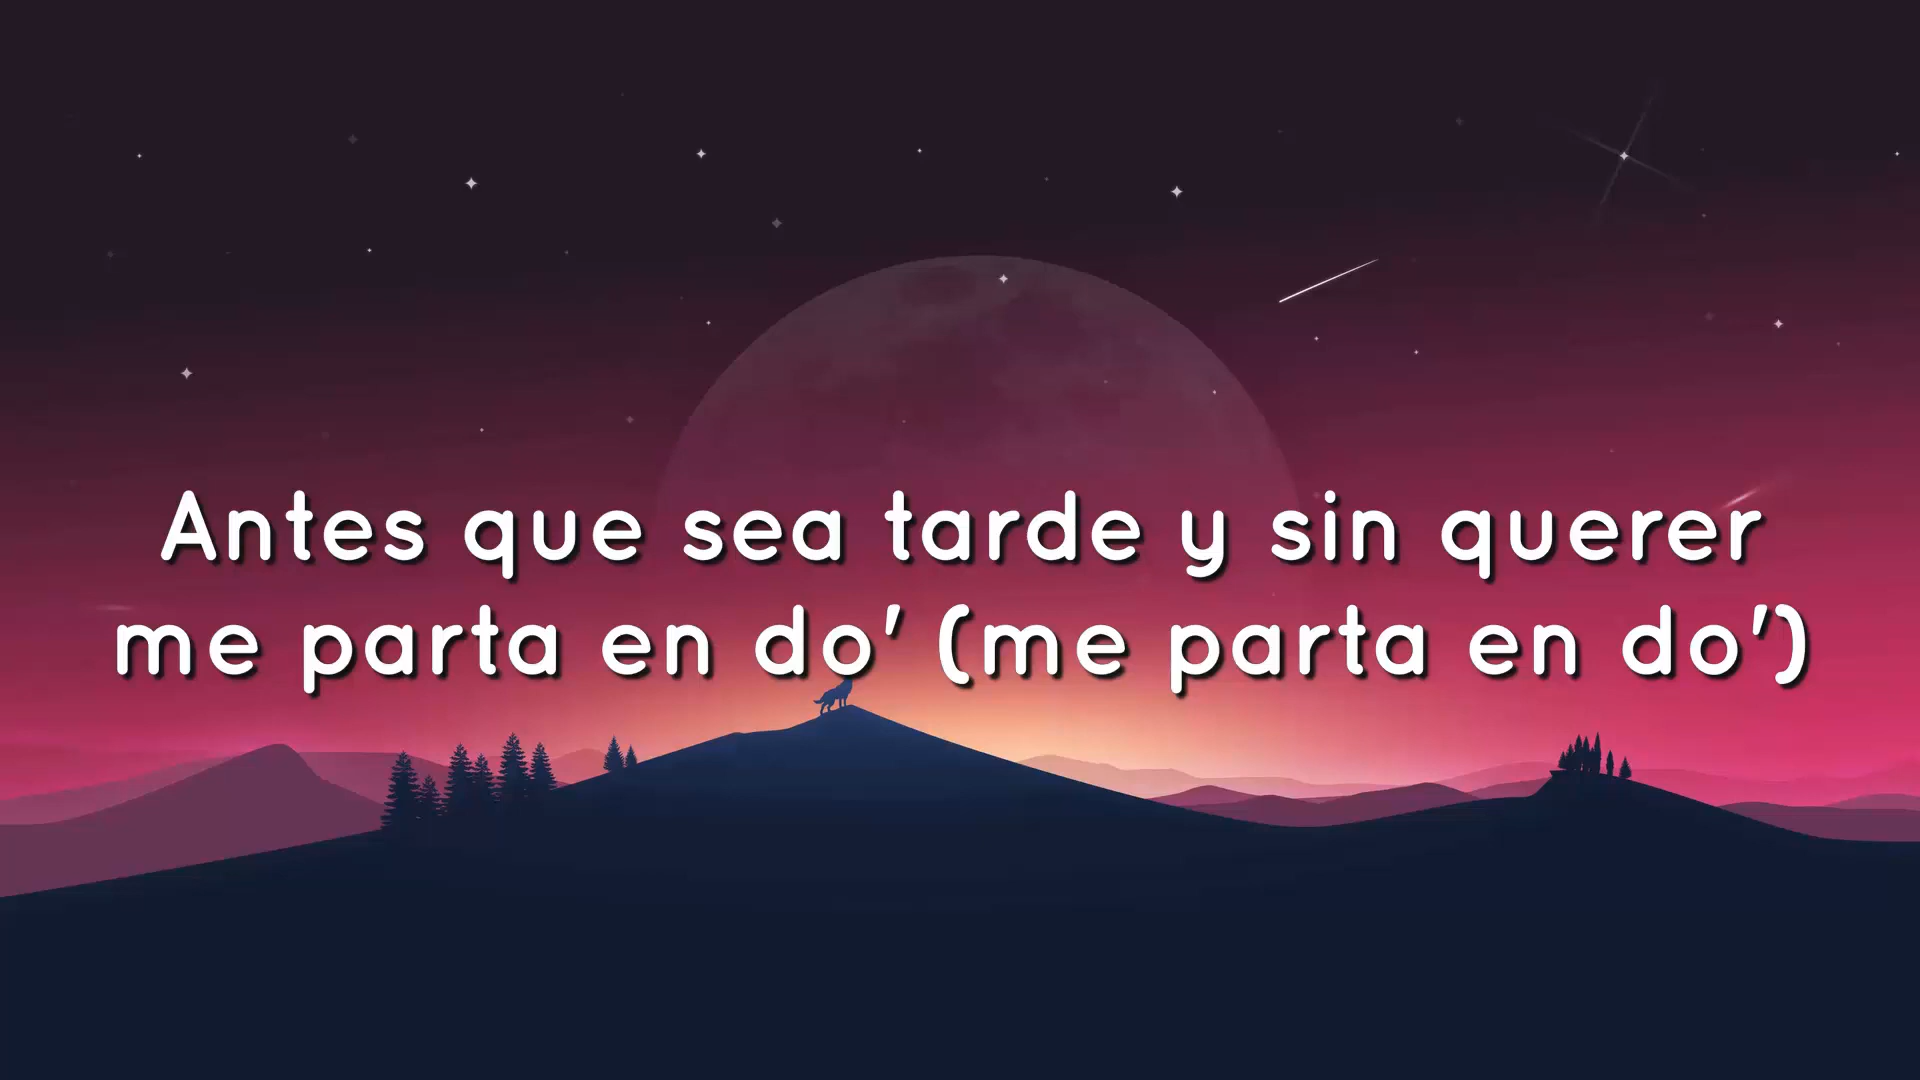 Antes que sea tarde y sin querer
me parta en do' (me parta en do')